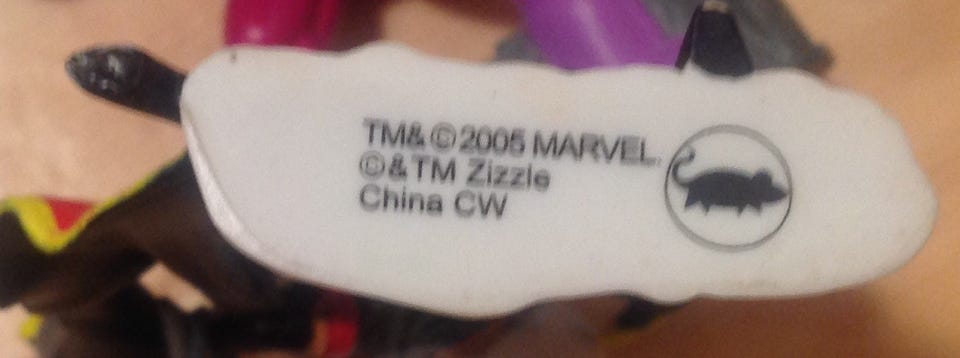 TM&©2005 MARVEL.
©&TM Zizzle
China CW